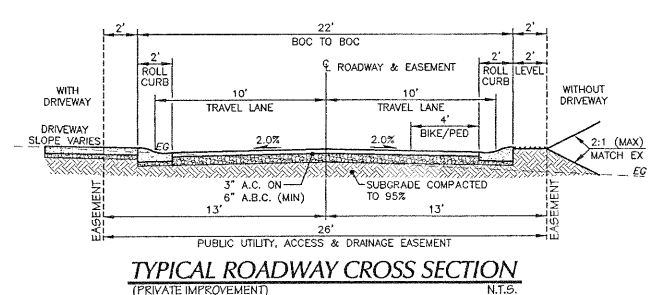 2' 22' 2'
BOC TO BOC
2' 2' 2'
ROLL CURB
℄ ROADWAY & EASEMENT
ROLL CURB
LEVEL
WITH DRIVEWAY
WITHOUT DRIVEWAY
10' 10'
TRAVEL LANE TRAVEL LANE
4'
BIKE/PED
DRIVEWAY SLOPE VARIES
EG
2.0% 2.0%
2:1 (MAX)
MATCH EX
EG
3" A.C. ON
6" A.B.C. (MIN)
SUBGRADE COMPACTED
TO 95%
EASEMENT
EASEMENT
13' 13'
26'
PUBLIC UTILITY, ACCESS & DRAINAGE EASEMENT
TYPICAL ROADWAY CROSS SECTION
(PRIVATE IMPROVEMENT) N.T.S.